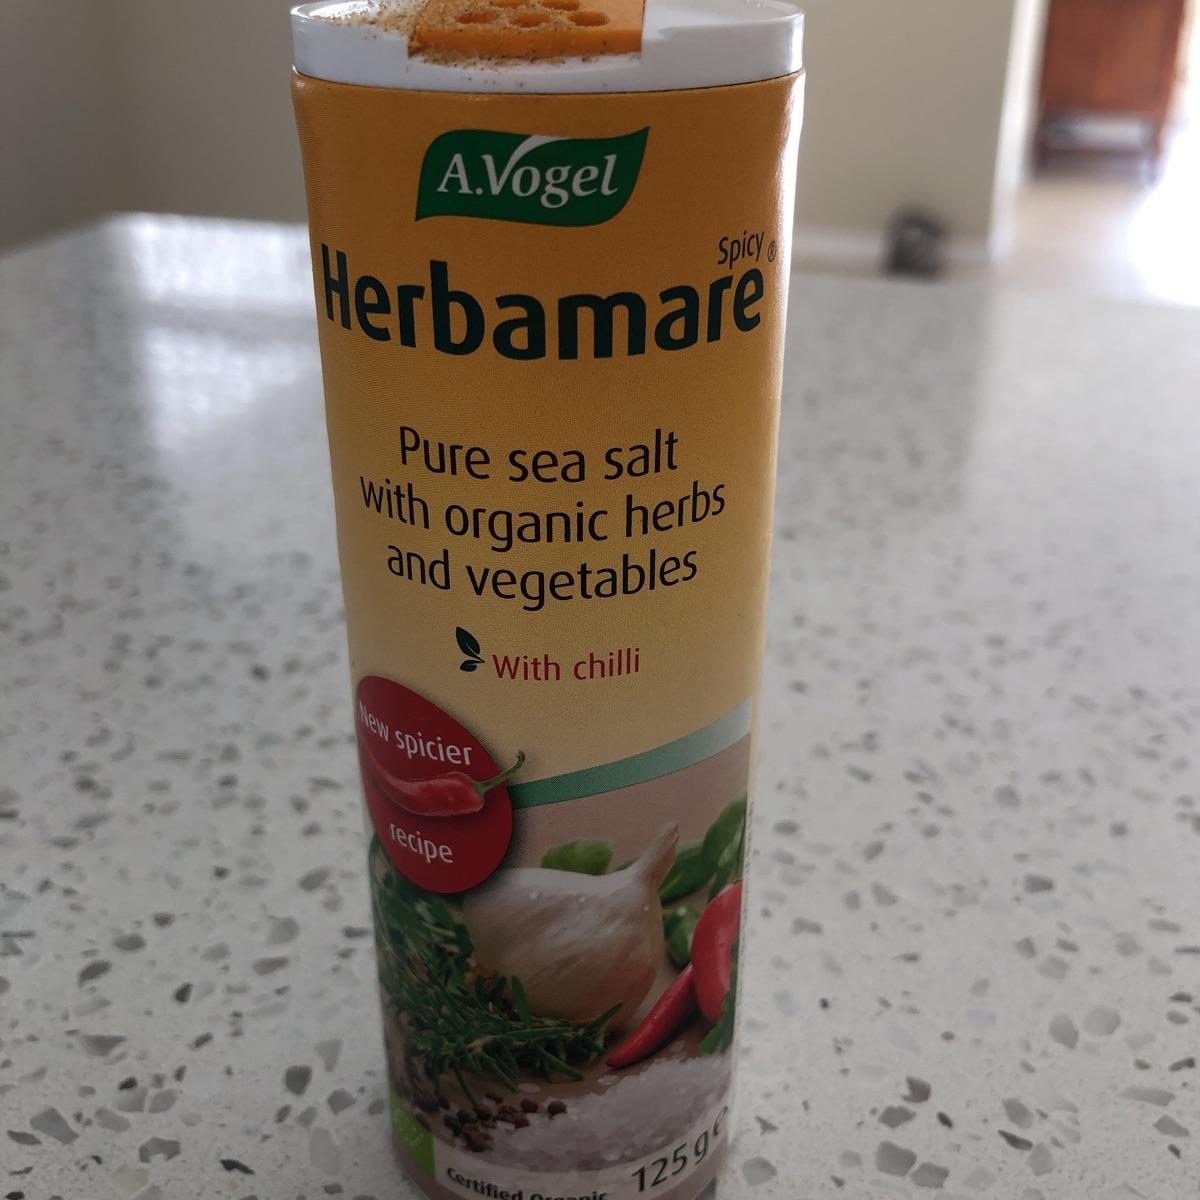 A.Vogel
Spicy
Herbamare®
Pure sea salt
with organic herbs
and vegetables
With chilli
New spicier
recipe
125g e
Certified Organic